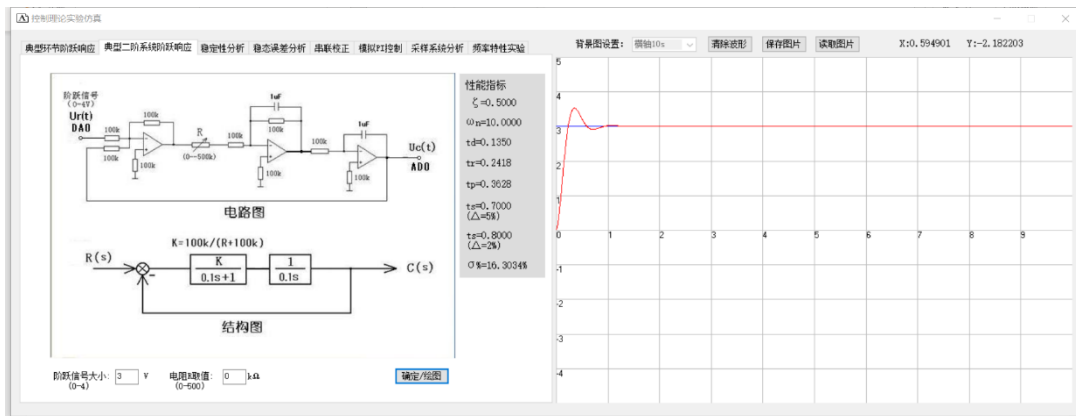 控制理论实验仿真
典型环节阶跃响应 典型二阶系统阶跃响应 稳定性分析 稳态误差分析 串联校正 模拟PI控制 采样系统分析 频率特性实验
背景图设置: 横轴10s 清除波形 保存图片 读取图片 X:0.594901 Y:-2.182203
阶跃信号
(0-4V)
Ur(t)
DA0
100k
100k
100k
R
(0--500k)
100k
1uF
100k
100k
100k
1uF
100k
100k
Uc(t)
AD0
电路图
K=100k/(R+100k)
R(s)
K
0.1s+1
1
0.1s
C(s)
结构图
性能指标
ζ=0.5000
ωn=10.0000
td=0.1350
tr=0.2418
tp=0.3628
ts=0.7000
(△=5%)
ts=0.8000
(△=2%)
σ%=16.3034%
阶跃信号大小: 3 V 电阻R取值: 0 kΩ 确定/绘图
(0-4) (0-500)
5
4
3
2
1
0 1 2 3 4 5 6 7 8 9
-1
-2
-3
-4